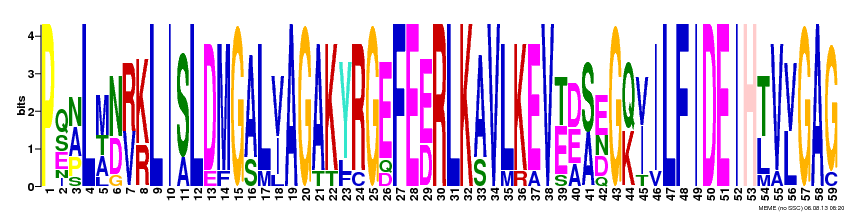 bits
4
3
2
1
0
PQNLMNRKLISLDMGALVAGAKYRGEFEERLKAVLKEVTDSEGQVILFIDEIHTVVGAG
1 2 3 4 5 6 7 8 9 10 11 12 13 14 15 16 17 18 19 20 21 22 23 24 25 26 27 28 29 30 31 32 33 34 35 36 37 38 39 40 41 42 43 44 45 46 47 48 49 50 51 52 53 54 55 56 57 58 59
MEME (no SSC) 06.08.13 06:20